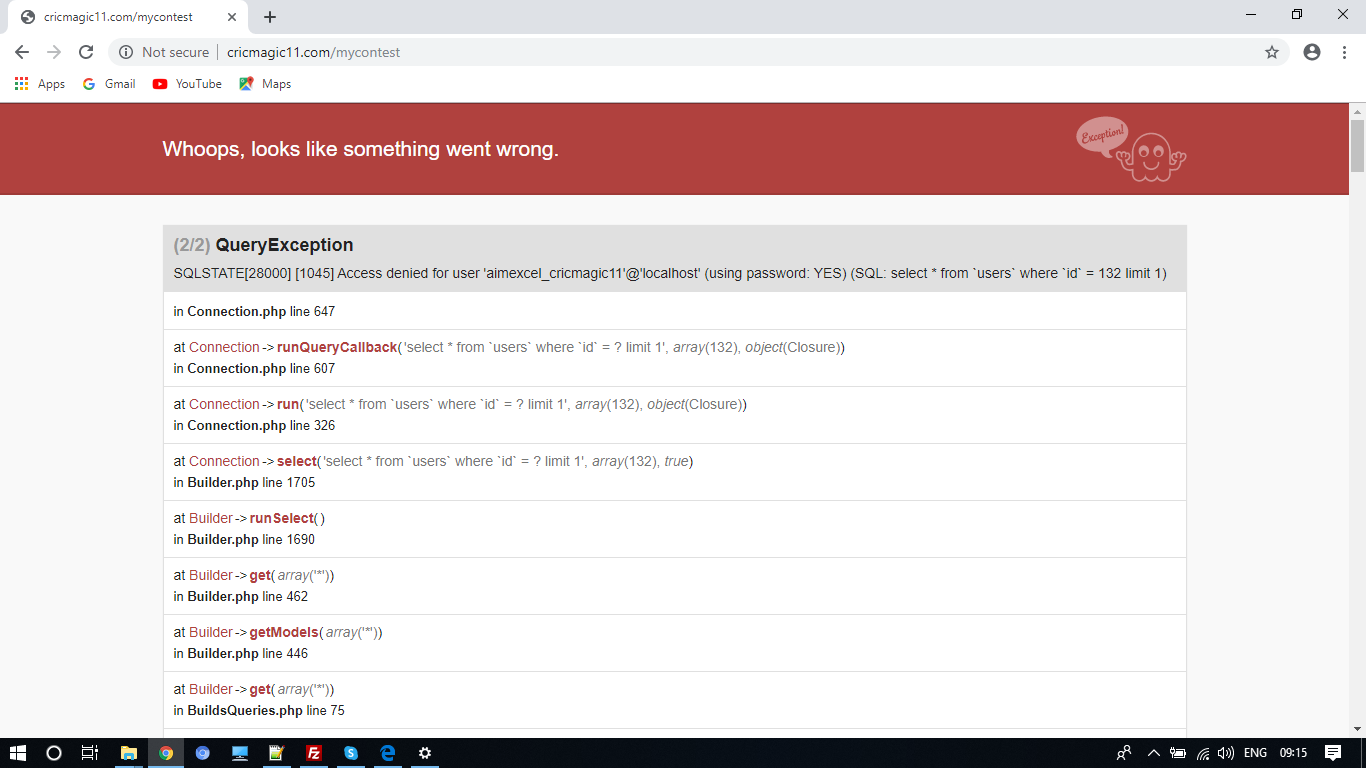 cricmagic11.com/mycontest
Not secure
cricmagic11.com/mycontest
Apps Gmail YouTube Maps
Whoops, looks like something went wrong.
Exception!
(2/2) QueryException
SQLSTATE[28000] [1045] Access denied for user 'aimexcel_cricmagic11'@'localhost' (using password: YES) (SQL: select * from `users` where `id` = 132 limit 1)
in Connection.php line 647
at Connection->runQueryCallback('select * from `users` where `id` = ? limit 1', array(132), object(Closure))
in Connection.php line 607
at Connection->run('select * from `users` where `id` = ? limit 1', array(132), object(Closure))
in Connection.php line 326
at Connection->select('select * from `users` where `id` = ? limit 1', array(132), true)
in Builder.php line 1705
at Builder->runSelect()
in Builder.php line 1690
at Builder->get(array('*'))
in Builder.php line 462
at Builder->getModels(array('*'))
in Builder.php line 446
at Builder->get(array('*'))
in BuildsQueries.php line 75
ENG 09:15